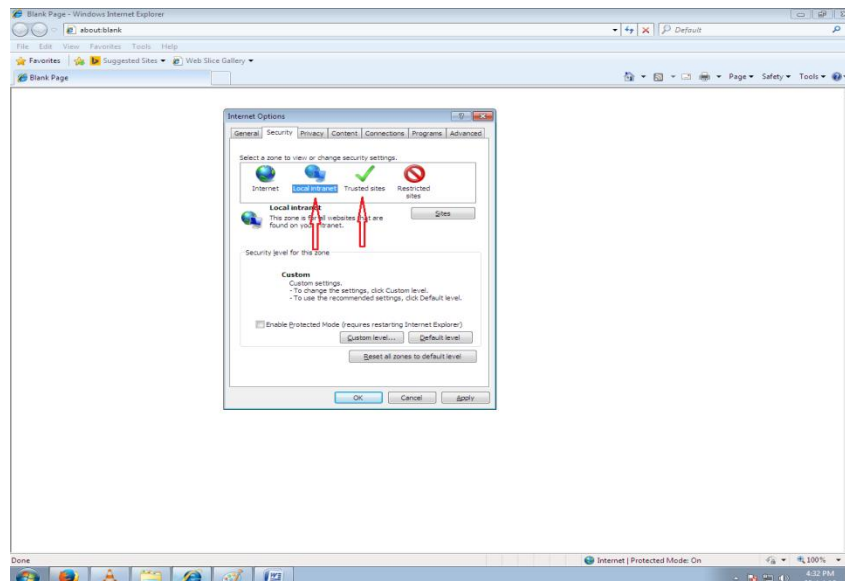 Blank Page - Windows Internet Explorer
about:blank
Default
File Edit View Favorites Tools Help
Favorites Suggested Sites Web Slice Gallery
Blank Page
Page Safety Tools
Internet Options
General Security Privacy Content Connections Programs Advanced
Select a zone to view or change security settings.
Internet Local intranet Trusted sites Restricted sites
Local intranet
Sites
This zone is for all websites that are
found on your intranet.
Security level for this zone
Custom
Custom settings.
- To change the settings, click Custom level.
- To use the recommended settings, click Default level.
Enable Protected Mode (requires restarting Internet Explorer)
Custom level... Default level
Reset all zones to default level
OK Cancel Apply
Done
Internet | Protected Mode: On
100%
4:32 PM